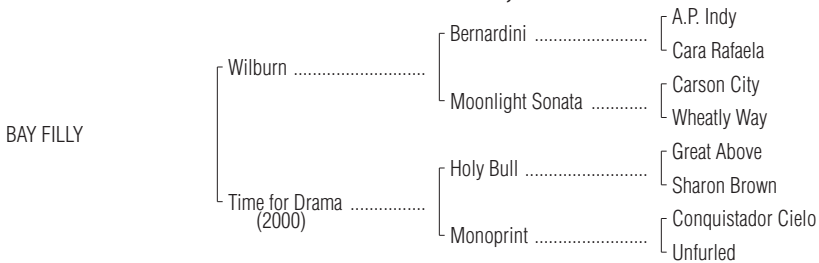 A.P. Indy
Bernardini ........................
Cara Rafaela
Wilburn ............................
Carson City
Moonlight Sonata ............
Wheatly Way
BAY FILLY
Great Above
Holy Bull ..........................
Sharon Brown
Time for Drama ................
(2000)
Conquistador Cielo
Monoprint ........................
Unfurled